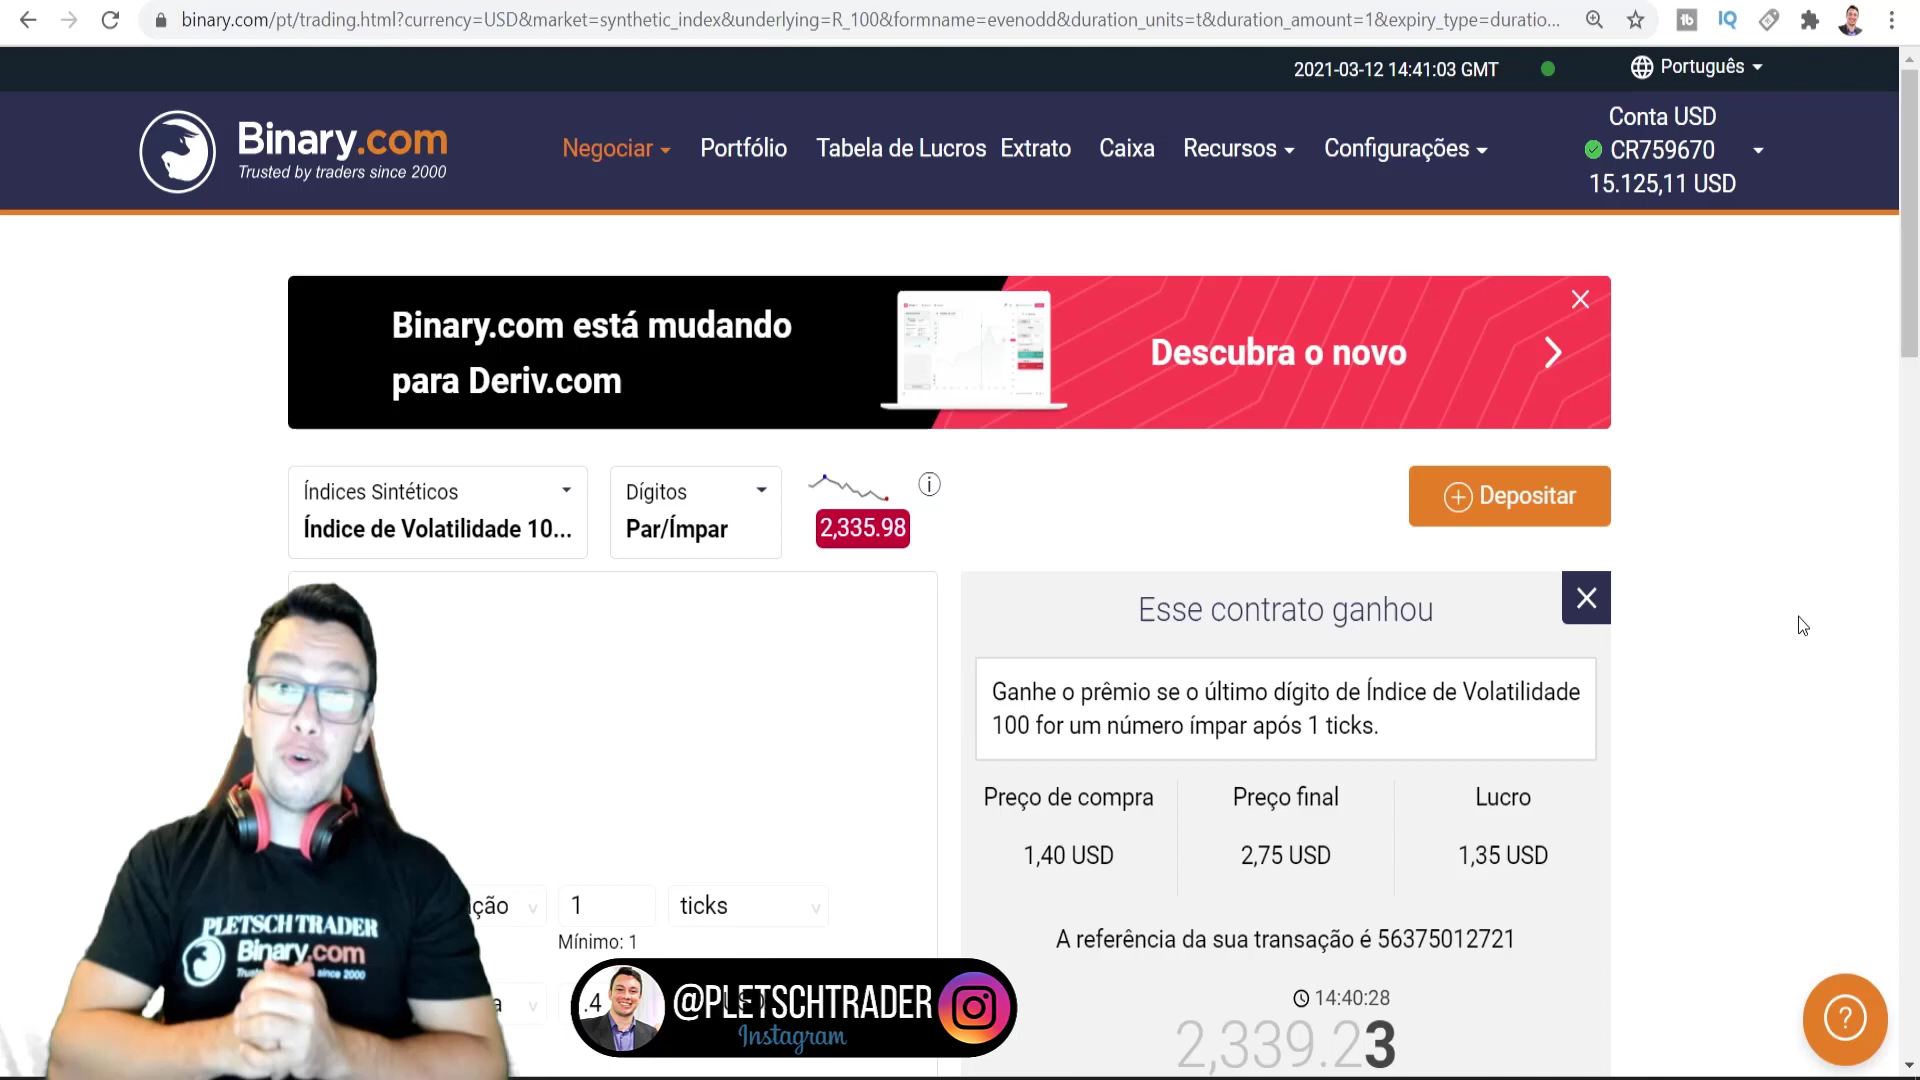 binary.com/pt/trading.html?currency=USD&market=synthetic_index&underlying=R_100&formname=evenodd&duration_units=t&duration_amount=1&expiry_type=duratio...
2021-03-12 14:41:03 GMT
Português
Binary.com
Trusted by traders since 2000
Negociar
Portfólio
Tabela de Lucros
Extrato
Caixa
Recursos
Configurações
Conta USD
CR759670
15.125,11 USD
Binary.com está mudando
para Deriv.com
Descubra o novo
Índices Sintéticos
Índice de Volatilidade 10...
Dígitos
Par/Ímpar
2,335.98
Depositar
Esse contrato ganhou
Ganhe o prêmio se o último dígito de Índice de Volatilidade
100 for um número ímpar após 1 ticks.
Preço de compra
Preço final
Lucro
1,40 USD
2,75 USD
1,35 USD
A referência da sua transação é 56375012721
14:40:28
2,339.23
ção
1
ticks
Mínimo: 1
.4
PLETSCH TRADER
Binary.com
since 2000
@PLETSCHTRADER
Instagram